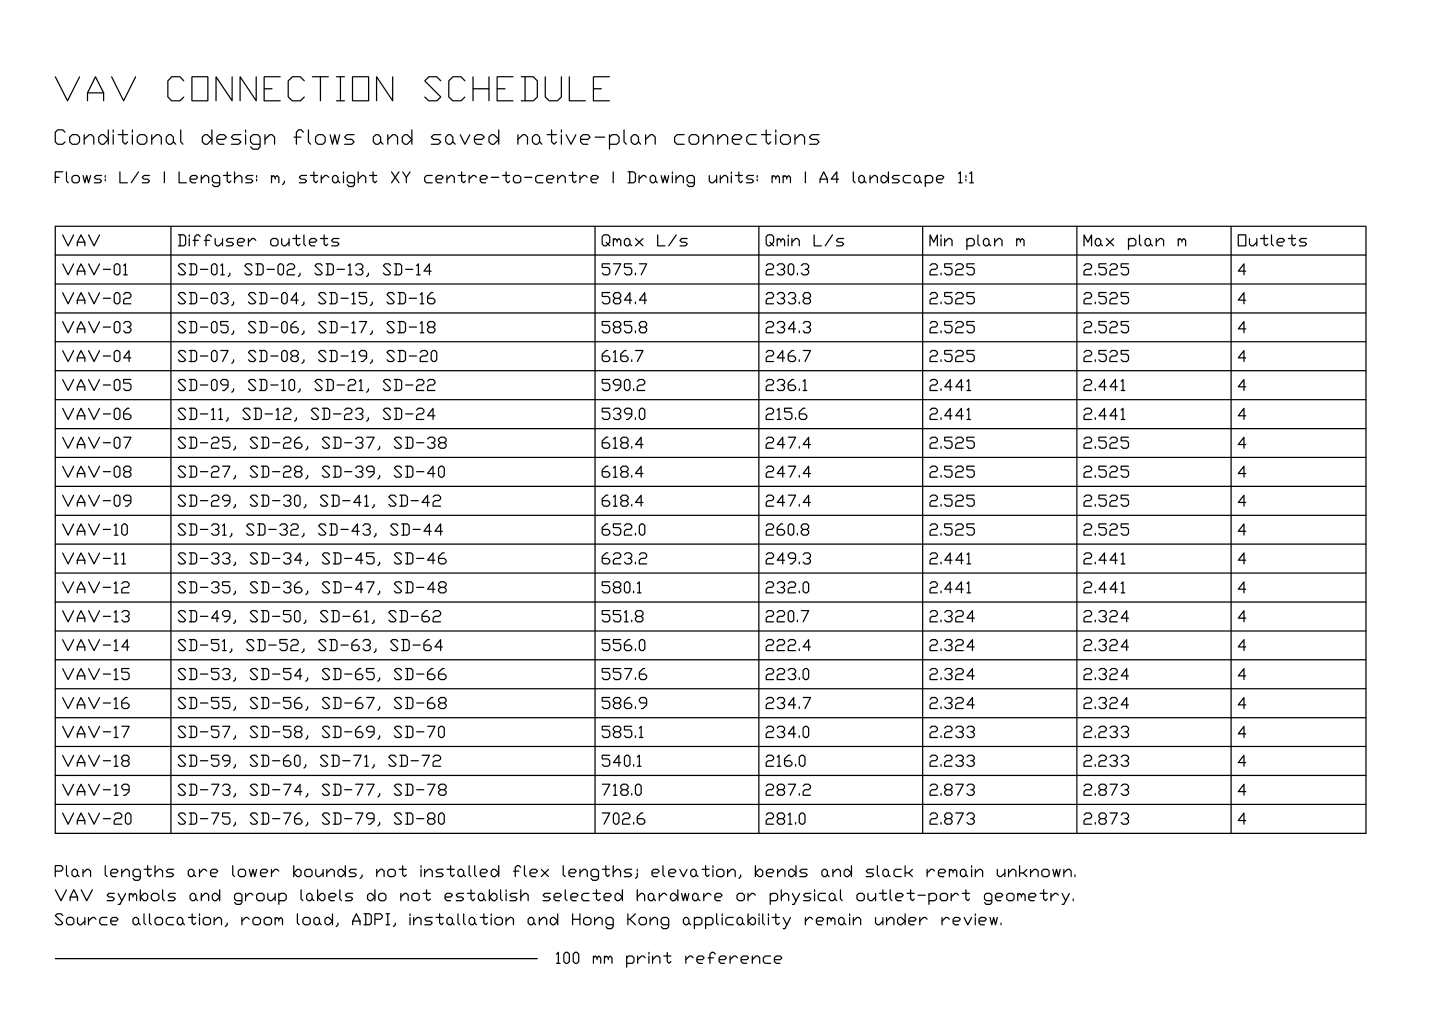 VAV CONNECTION SCHEDULE
Conditional design flows and saved native-plan connections
Flows: L/s | Lengths: m, straight XY centre-to-centre | Drawing units: mm | A4 landscape 1:1
VAV Diffuser outlets Qmax L/s Qmin L/s Min plan m Max plan m Outlets
VAV-01 SD-01, SD-02, SD-13, SD-14 575.7 230.3 2.525 2.525 4
VAV-02 SD-03, SD-04, SD-15, SD-16 584.4 233.8 2.525 2.525 4
VAV-03 SD-05, SD-06, SD-17, SD-18 585.8 234.3 2.525 2.525 4
VAV-04 SD-07, SD-08, SD-19, SD-20 616.7 246.7 2.525 2.525 4
VAV-05 SD-09, SD-10, SD-21, SD-22 590.2 236.1 2.441 2.441 4
VAV-06 SD-11, SD-12, SD-23, SD-24 539.0 215.6 2.441 2.441 4
VAV-07 SD-25, SD-26, SD-37, SD-38 618.4 247.4 2.525 2.525 4
VAV-08 SD-27, SD-28, SD-39, SD-40 618.4 247.4 2.525 2.525 4
VAV-09 SD-29, SD-30, SD-41, SD-42 618.4 247.4 2.525 2.525 4
VAV-10 SD-31, SD-32, SD-43, SD-44 652.0 260.8 2.525 2.525 4
VAV-11 SD-33, SD-34, SD-45, SD-46 623.2 249.3 2.441 2.441 4
VAV-12 SD-35, SD-36, SD-47, SD-48 580.1 232.0 2.441 2.441 4
VAV-13 SD-49, SD-50, SD-61, SD-62 551.8 220.7 2.324 2.324 4
VAV-14 SD-51, SD-52, SD-63, SD-64 556.0 222.4 2.324 2.324 4
VAV-15 SD-53, SD-54, SD-65, SD-66 557.6 223.0 2.324 2.324 4
VAV-16 SD-55, SD-56, SD-67, SD-68 586.9 234.7 2.324 2.324 4
VAV-17 SD-57, SD-58, SD-69, SD-70 585.1 234.0 2.233 2.233 4
VAV-18 SD-59, SD-60, SD-71, SD-72 540.1 216.0 2.233 2.233 4
VAV-19 SD-73, SD-74, SD-77, SD-78 718.0 287.2 2.873 2.873 4
VAV-20 SD-75, SD-76, SD-79, SD-80 702.6 281.0 2.873 2.873 4
Plan lengths are lower bounds, not installed flex lengths; elevation, bends and slack remain unknown.
VAV symbols and group labels do not establish selected hardware or physical outlet-port geometry.
Source allocation, room load, ADPI, installation and Hong Kong applicability remain under review.
100 mm print reference